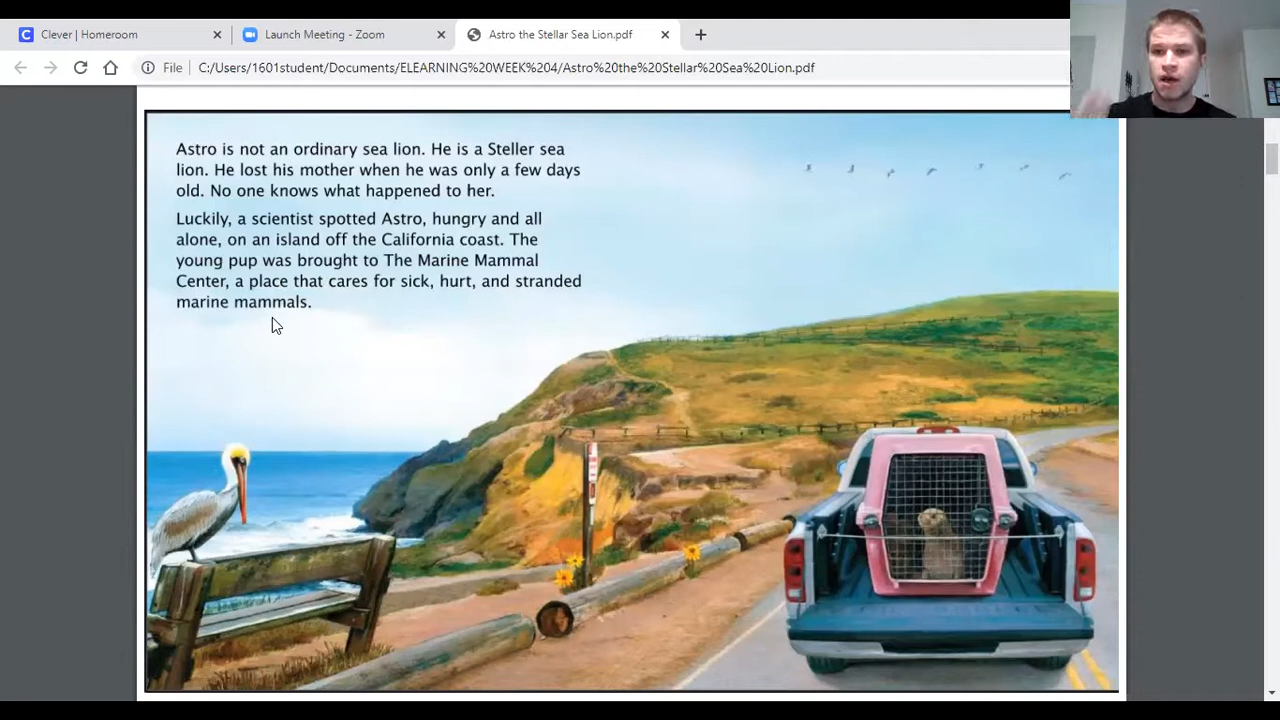 Clever | Homeroom
Launch Meeting - Zoom
Astro the Stellar Sea Lion.pdf
File
C:/Users/1601student/Documents/ELEARNING%20WEEK%204/Astro%20the%20Stellar%20Sea%20Lion.pdf
Astro is not an ordinary sea lion. He is a Steller sea
lion. He lost his mother when he was only a few days
old. No one knows what happened to her.
Luckily, a scientist spotted Astro, hungry and all
alone, on an island off the California coast. The
young pup was brought to The Marine Mammal
Center, a place that cares for sick, hurt, and stranded
marine mammals.